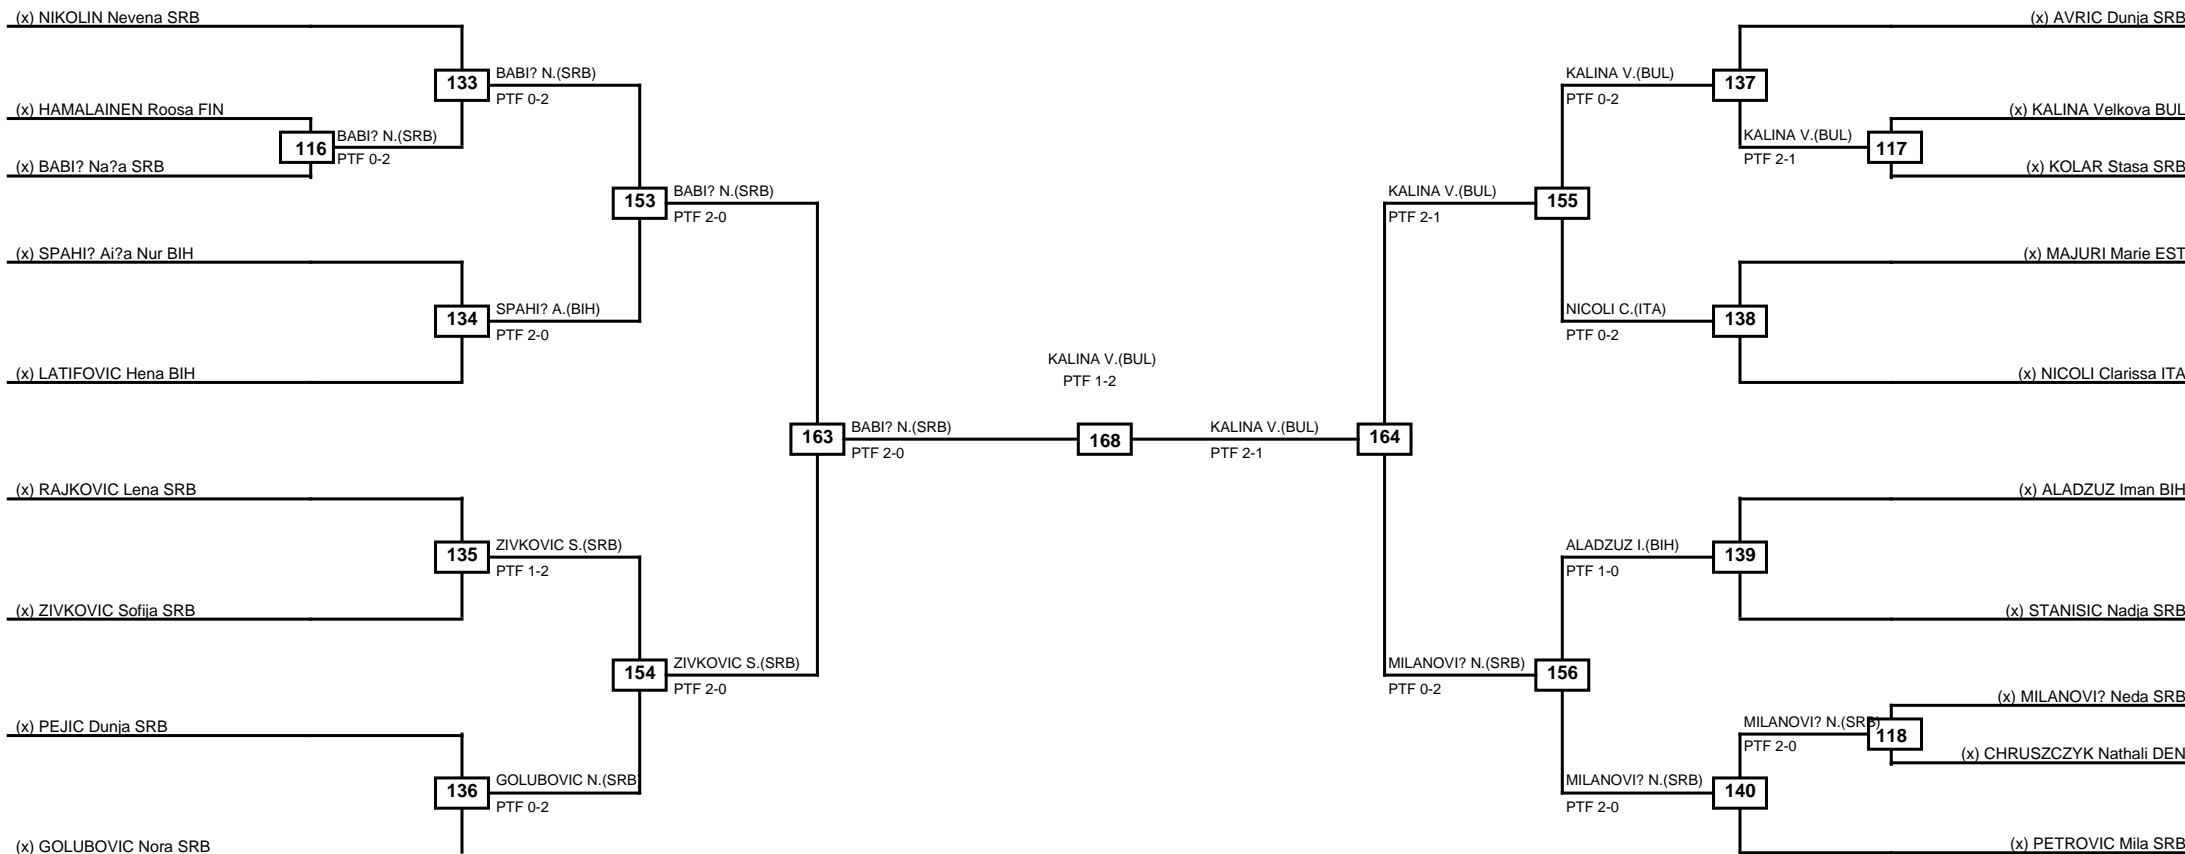 (x) NIKOLIN Nevena SRB
(x) AVRIC Dunja SRB
133
BABI? N.(SRB)
PTF 0-2
KALINA V.(BUL)
PTF 0-2
137
(x) HAMALAINEN Roosa FIN
(x) KALINA Velkova BUL
116
BABI? N.(SRB)
PTF 0-2
KALINA V.(BUL)
PTF 2-1
117
(x) BABI? Na?a SRB
(x) KOLAR Stasa SRB
153
BABI? N.(SRB)
PTF 2-0
KALINA V.(BUL)
PTF 2-1
155
(x) SPAHI? Ai?a Nur BIH
(x) MAJURI Marie EST
134
SPAHI? A.(BIH)
PTF 2-0
NICOLI C.(ITA)
PTF 0-2
138
(x) LATIFOVIC Hena BIH
(x) NICOLI Clarissa ITA
KALINA V.(BUL)
PTF 1-2
163
BABI? N.(SRB)
PTF 2-0
168
KALINA V.(BUL)
PTF 2-1
164
(x) RAJKOVIC Lena SRB
(x) ALADZUZ Iman BIH
135
ZIVKOVIC S.(SRB)
PTF 1-2
ALADZUZ I.(BIH)
PTF 1-0
139
(x) ZIVKOVIC Sofija SRB
(x) STANISIC Nadja SRB
154
ZIVKOVIC S.(SRB)
PTF 2-0
MILANOVI? N.(SRB)
PTF 0-2
156
(x) PEJIC Dunja SRB
(x) MILANOVI? Neda SRB
MILANOVI? N.(SRB)
PTF 2-0
118
(x) CHRUSZCZYK Nathali DEN
136
GOLUBOVIC N.(SRB)
PTF 0-2
MILANOVI? N.(SRB)
PTF 2-0
140
(x) GOLUBOVIC Nora SRB
(x) PETROVIC Mila SRB